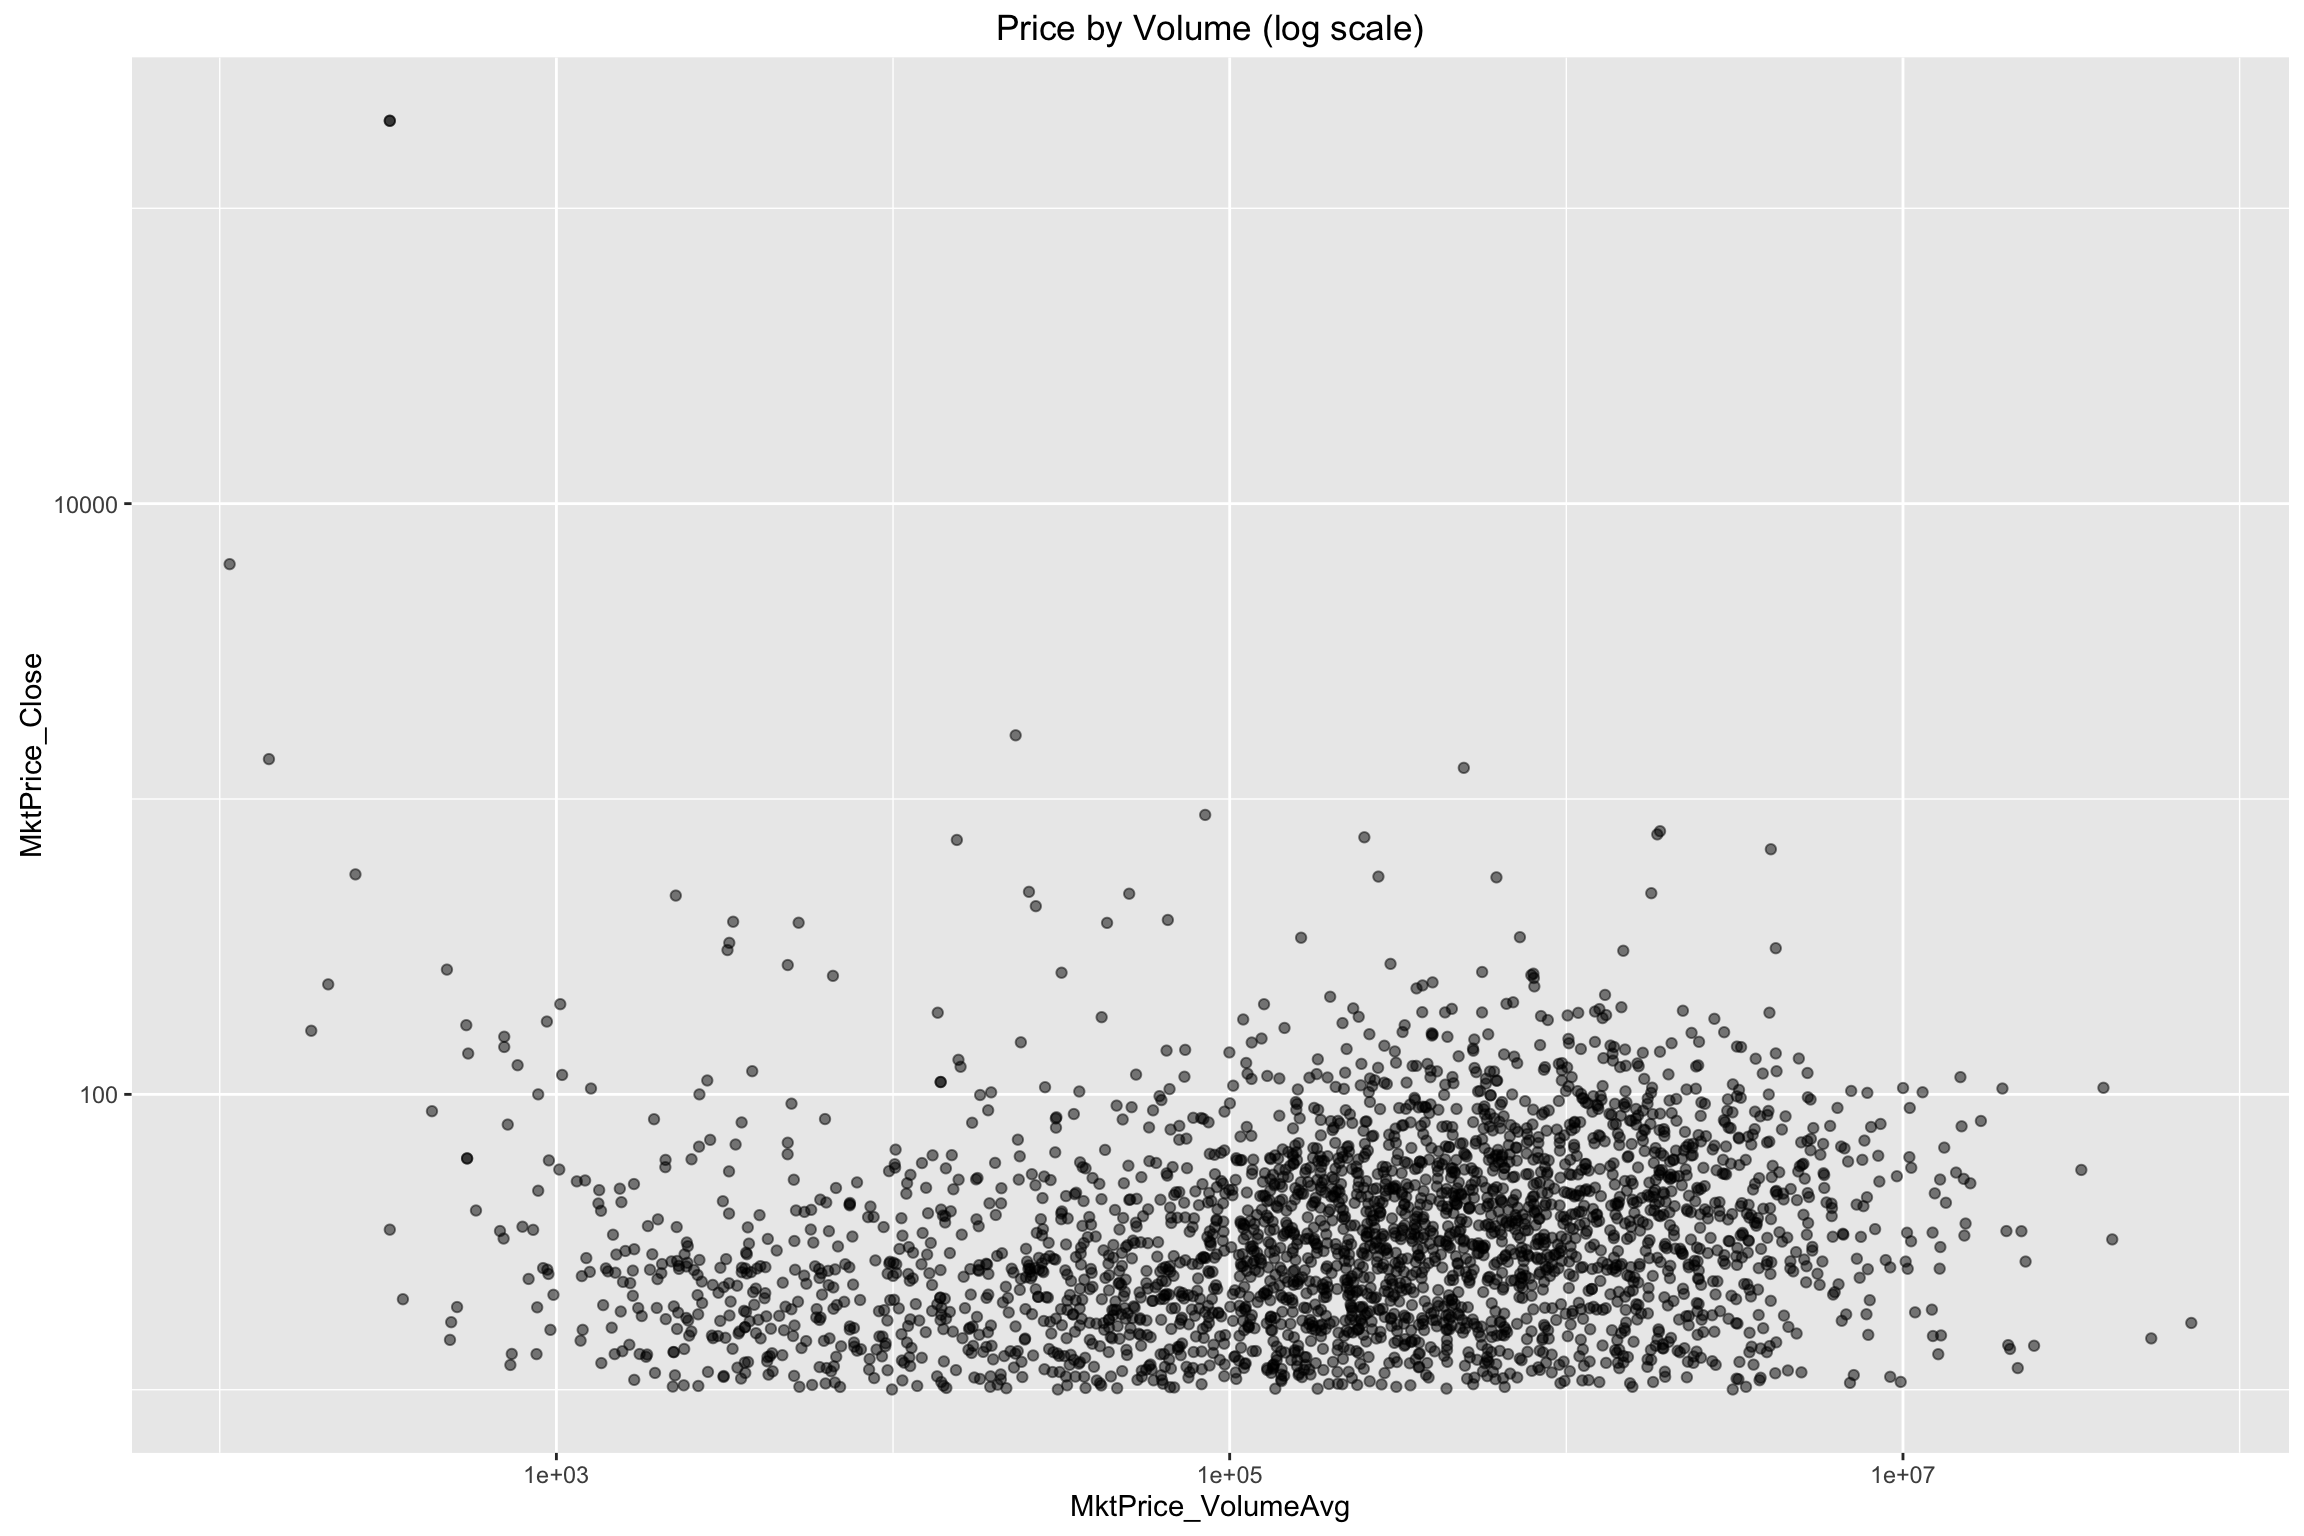 Price by Volume (log scale)
10000
100
MktPrice_Close
1e+03
1e+05
1e+07
MktPrice_VolumeAvg